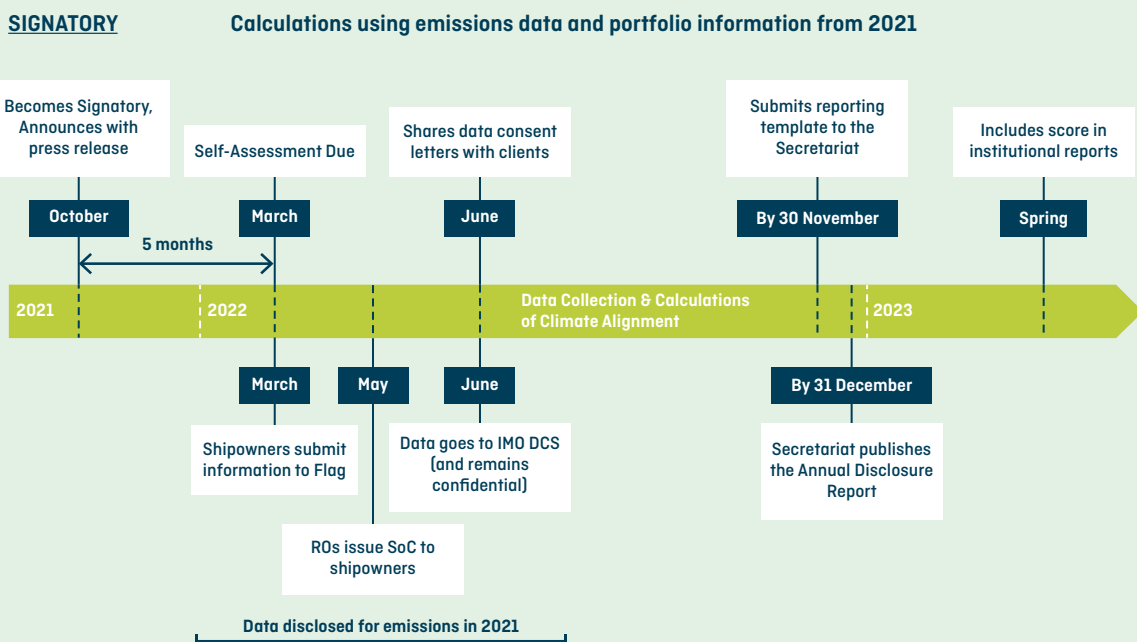 SIGNATORY
Calculations using emissions data and portfolio information from 2021
Becomes Signatory,
Announces with
press release
Self-Assessment Due
Shares data consent
letters with clients
Submits reporting
template to the
Secretariat
Includes score in
institutional reports
October
March
June
By 30 November
Spring
5 months
2021
2022
Data Collection & Calculations
of Climate Alignment
2023
March
May
June
By 31 December
Shipowners submit
information to Flag
Data goes to IMO DCS
(and remains
confidential)
Secretariat publishes
the Annual Disclosure
Report
ROs issue SoC to
shipowners
Data disclosed for emissions in 2021